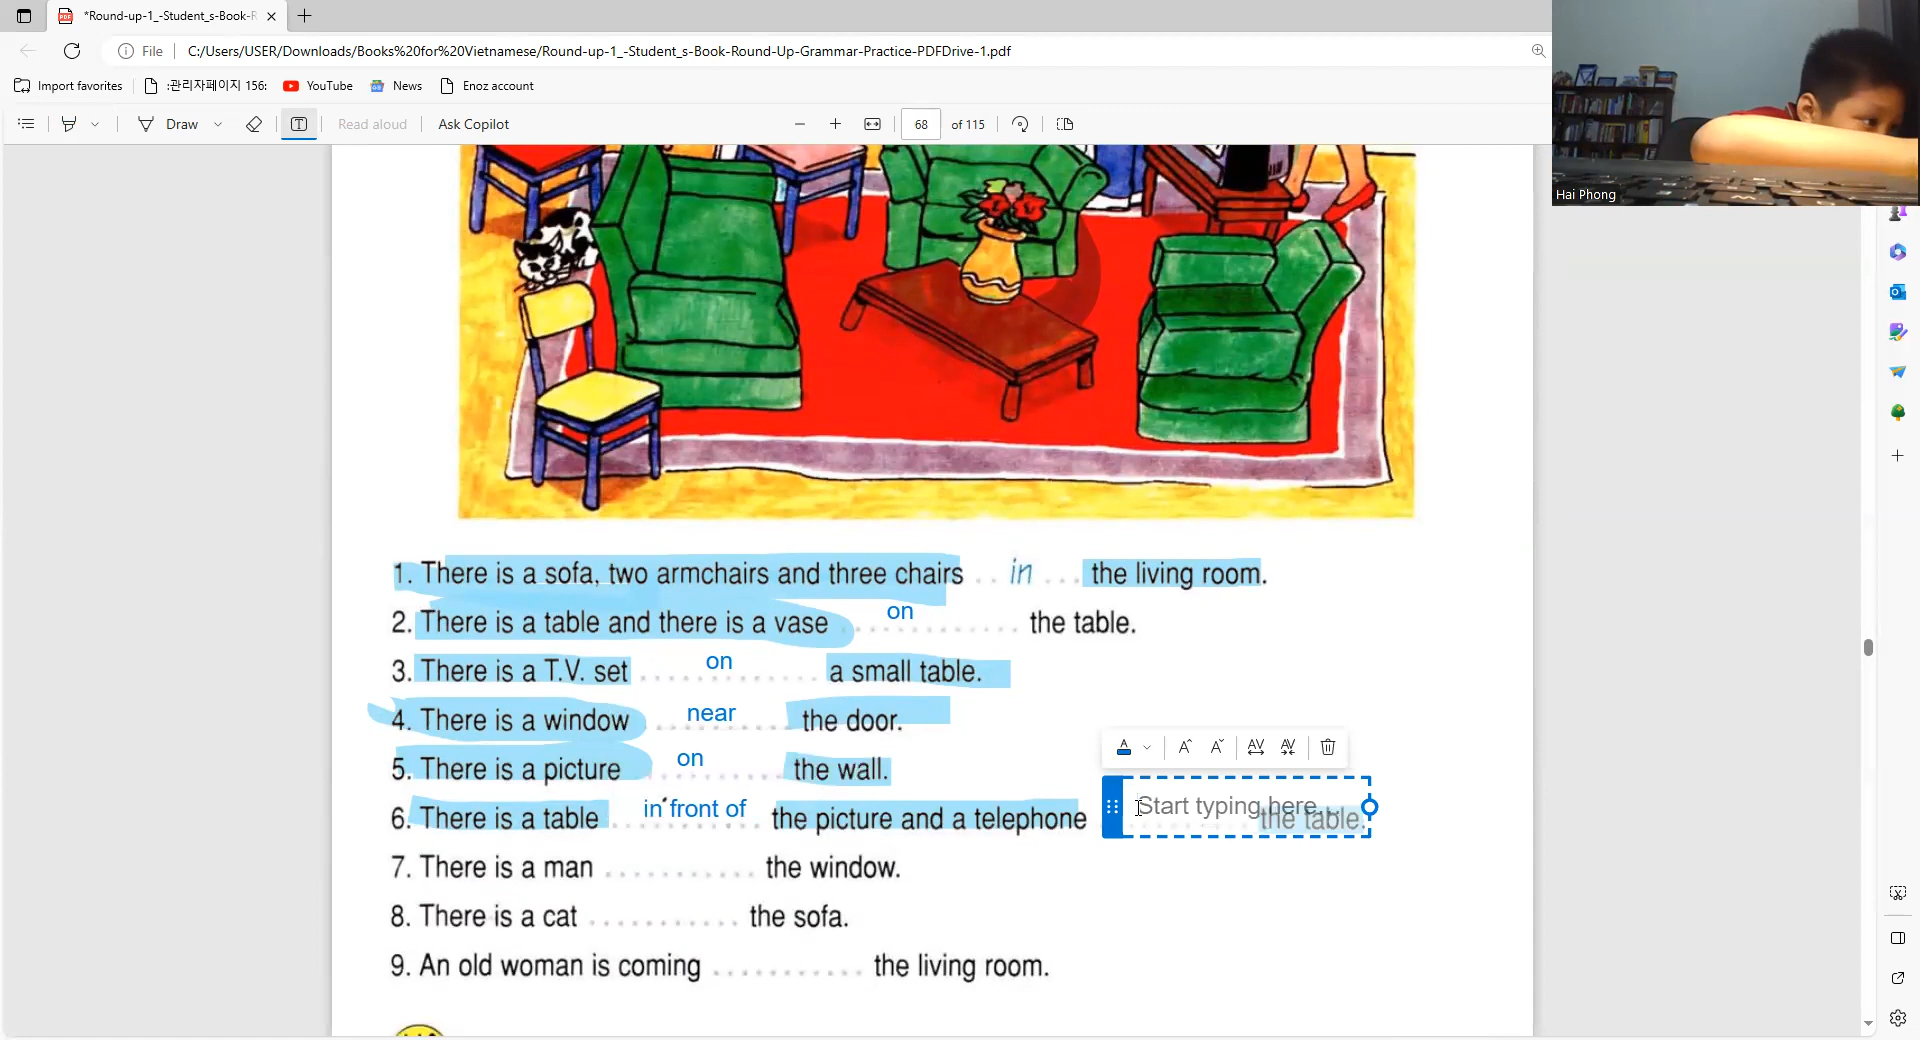 *Round-up-1_-Student_s-Book-R
File C:/Users/USER/Downloads/Books%20for%20Vietnamese/Round-up-1_-Student_s-Book-Round-Up-Grammar-Practice-PDFDrive-1.pdf
Import favorites :관리자페이지 156: YouTube News Enoz account
Draw Read aloud Ask Copilot 68 of 115
Hai Phong
1. There is a sofa, two armchairs and three chairs .. in ... the living room.
2. There is a table and there is a vase on ............ the table.
3. There is a T.V. set on ............ a small table.
4. There is a window near ............ the door.
5. There is a picture on ............ the wall.
6. There is a table in front of ............ the picture and a telephone Start typing here... the table.
7. There is a man ............ the window.
8. There is a cat ............ the sofa.
9. An old woman is coming ............ the living room.